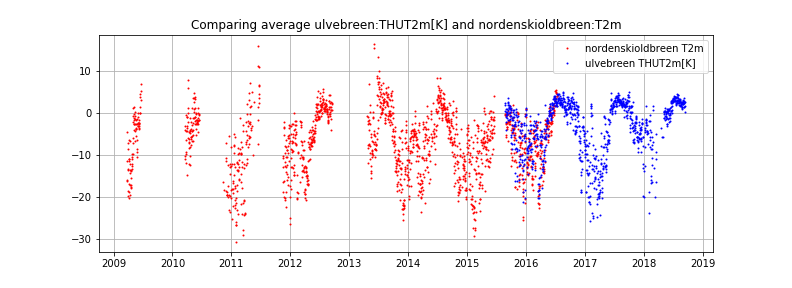 Comparing average ulvebreen:THUT2m[K] and nordenskioldbreen:T2m
nordenskioldbreen T2m
ulvebreen THUT2m[K]
10
0
−10
−20
−30
2009 2010 2011 2012 2013 2014 2015 2016 2017 2018 2019